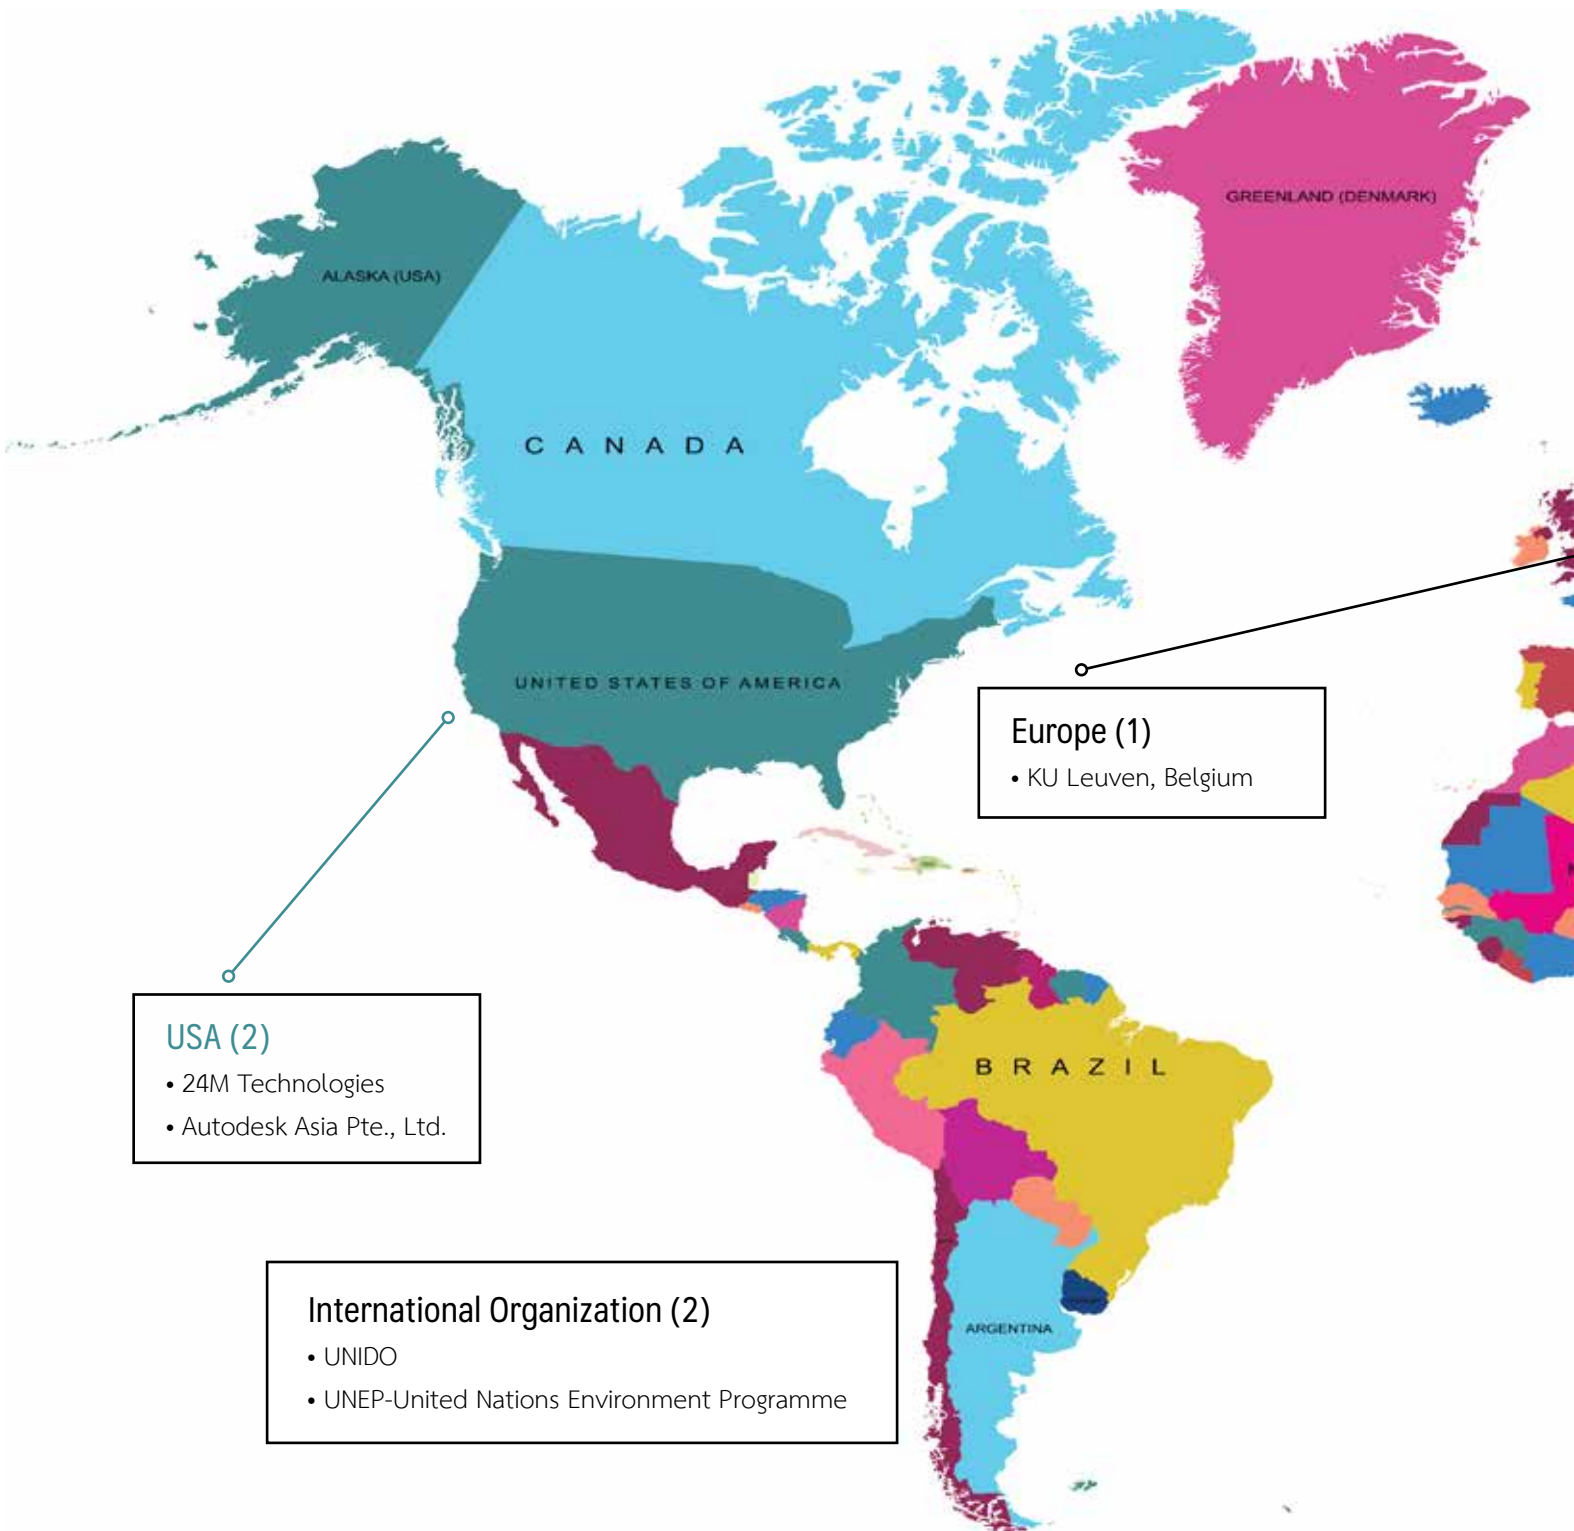 GREENLAND (DENMARK)
ALASKA (USA)
CANADA
UNITED STATES OF AMERICA
Europe (1)
• KU Leuven, Belgium
USA (2)
• 24M Technologies
• Autodesk Asia Pte., Ltd.
BRAZIL
International Organization (2)
• UNIDO
• UNEP-United Nations Environment Programme
ARGENTINA